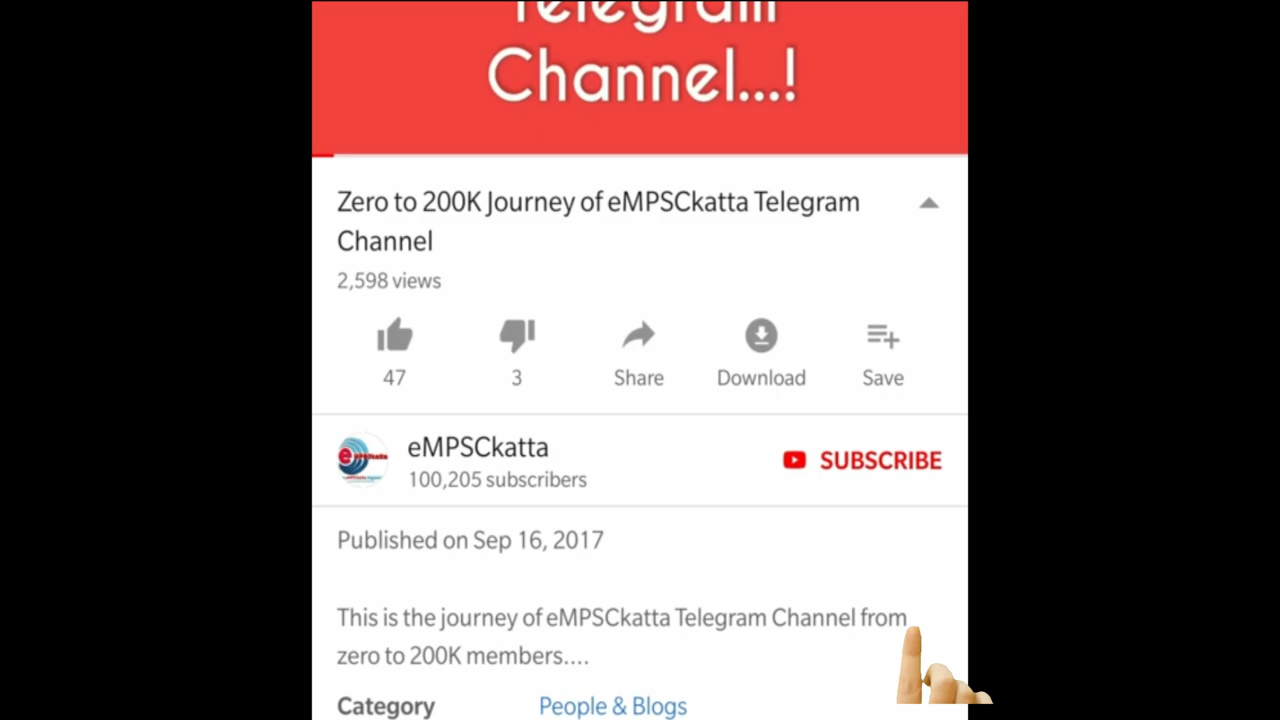 Telegram
Channel...!
Zero to 200K Journey of eMPSCkatta Telegram
Channel
2,598 views
47
3
Share
Download
Save
eMPSCkatta
100,205 subscribers
SUBSCRIBE
Published on Sep 16, 2017
This is the journey of eMPSCkatta Telegram Channel from
zero to 200K members....
Category
People & Blogs